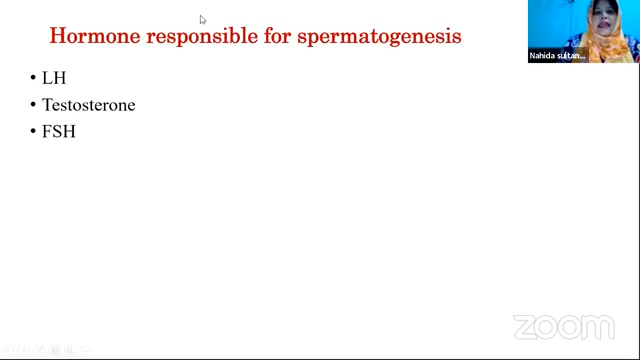 Hormone responsible for spermatogenesis
• LH
• Testosterone
• FSH
Nahida sultan...
zoom